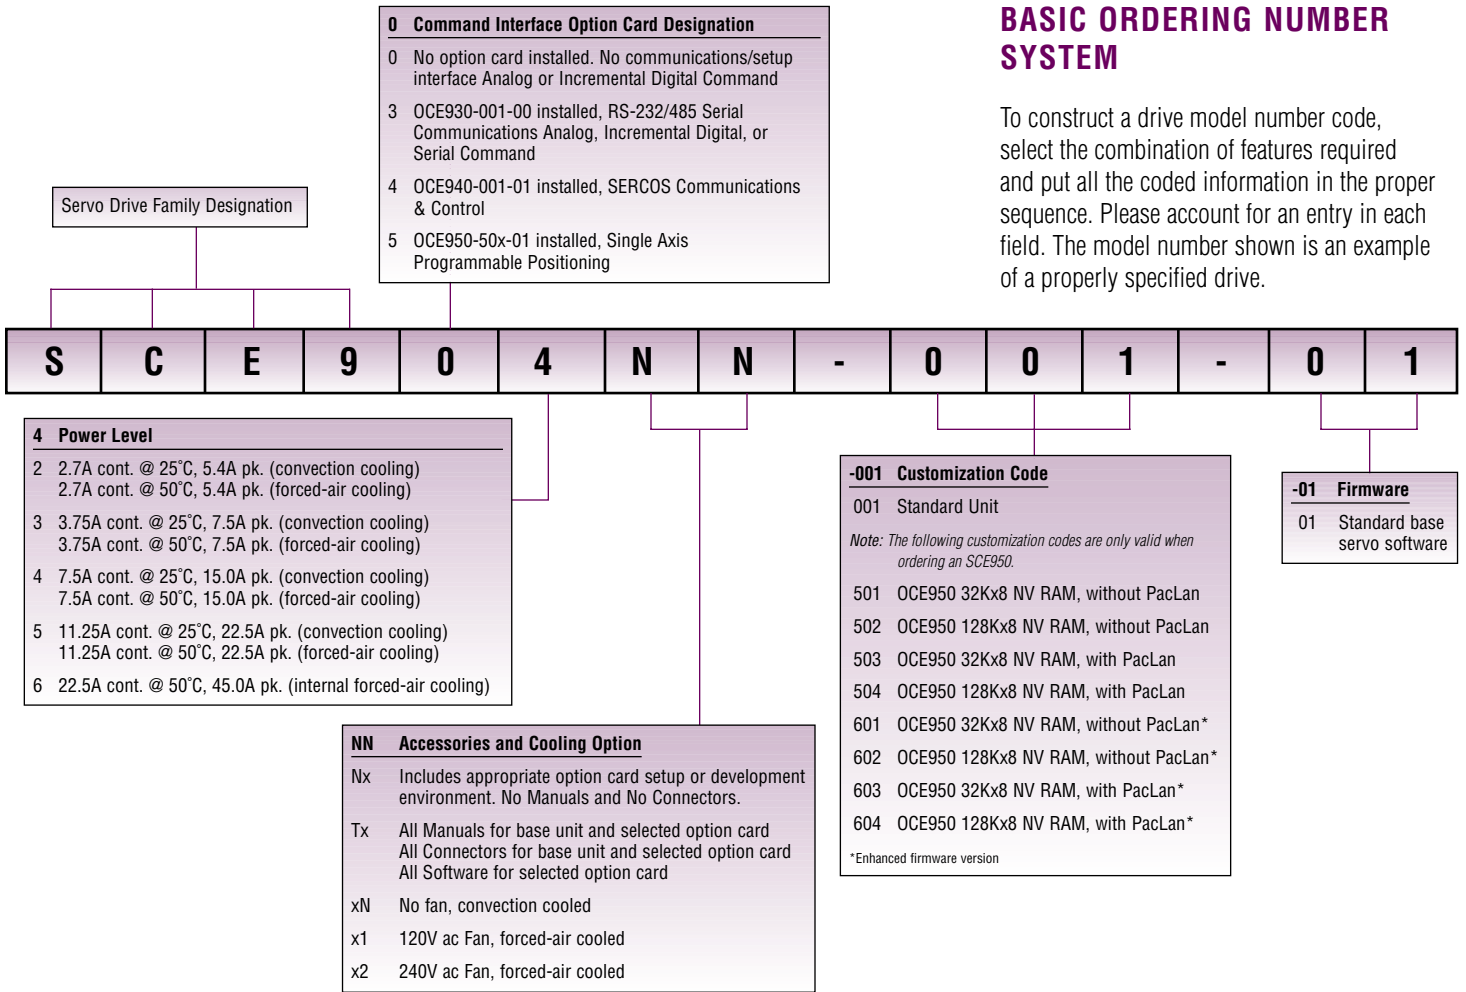 BASIC ORDERING NUMBER
SYSTEM
To construct a drive model number code,
select the combination of features required
and put all the coded information in the proper
sequence. Please account for an entry in each
field. The model number shown is an example
of a properly specified drive.
0 Command Interface Option Card Designation
0 No option card installed. No communications/setup
interface Analog or Incremental Digital Command
3 OCE930-001-00 installed, RS-232/485 Serial
Communications Analog, Incremental Digital, or
Serial Command
4 OCE940-001-01 installed, SERCOS Communications
& Control
5 OCE950-50x-01 installed, Single Axis
Programmable Positioning
Servo Drive Family Designation
S C E 9 0 4 N N - 0 0 1 - 0 1
4 Power Level
2 2.7A cont. @ 25˚C, 5.4A pk. (convection cooling)
2.7A cont. @ 50˚C, 5.4A pk. (forced-air cooling)
3 3.75A cont. @ 25˚C, 7.5A pk. (convection cooling)
3.75A cont. @ 50˚C, 7.5A pk. (forced-air cooling)
4 7.5A cont. @ 25˚C, 15.0A pk. (convection cooling)
7.5A cont. @ 50˚C, 15.0A pk. (forced-air cooling)
5 11.25A cont. @ 25˚C, 22.5A pk. (convection cooling)
11.25A cont. @ 50˚C, 22.5A pk. (forced-air cooling)
6 22.5A cont. @ 50˚C, 45.0A pk. (internal forced-air cooling)
NN Accessories and Cooling Option
Nx Includes appropriate option card setup or development
environment. No Manuals and No Connectors.
Tx All Manuals for base unit and selected option card
All Connectors for base unit and selected option card
All Software for selected option card
xN No fan, convection cooled
x1 120V ac Fan, forced-air cooled
x2 240V ac Fan, forced-air cooled
-001 Customization Code
001 Standard Unit
Note: The following customization codes are only valid when
ordering an SCE950.
501 OCE950 32Kx8 NV RAM, without PacLan
502 OCE950 128Kx8 NV RAM, without PacLan
503 OCE950 32Kx8 NV RAM, with PacLan
504 OCE950 128Kx8 NV RAM, with PacLan
601 OCE950 32Kx8 NV RAM, without PacLan*
602 OCE950 128Kx8 NV RAM, without PacLan*
603 OCE950 32Kx8 NV RAM, with PacLan*
604 OCE950 128Kx8 NV RAM, with PacLan*
*Enhanced firmware version
-01 Firmware
01 Standard base
servo software